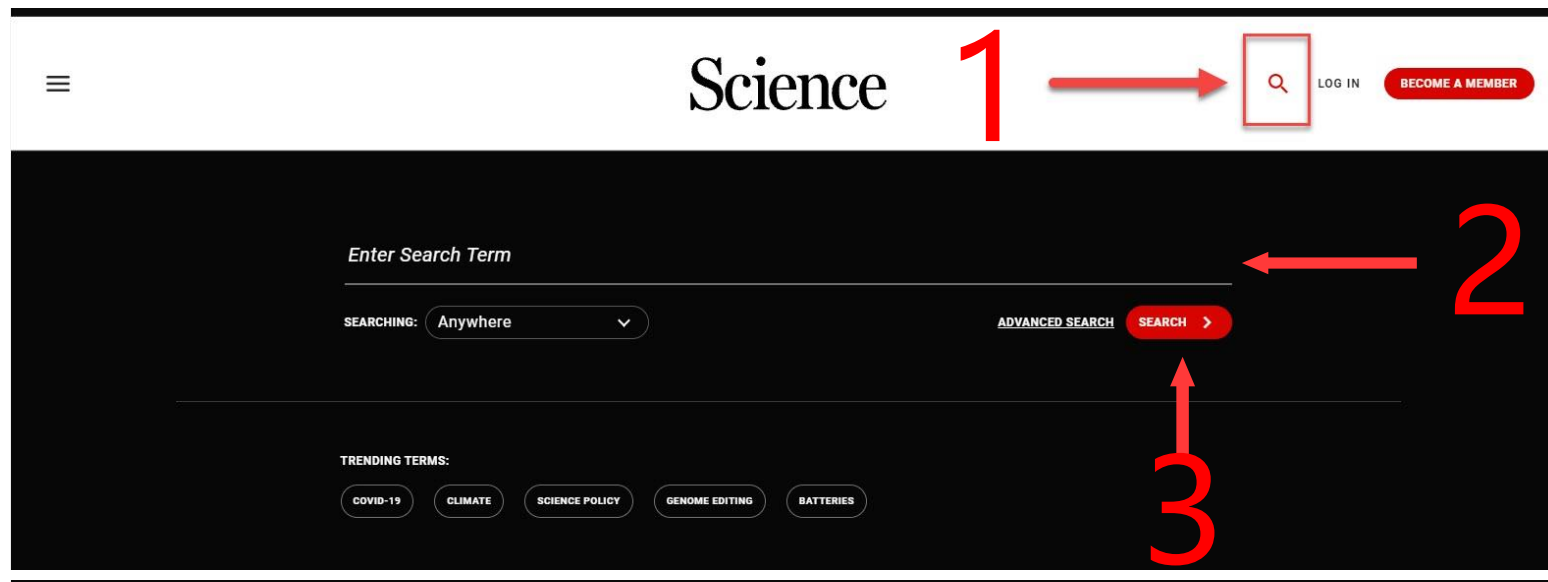 Science
1
LOG IN
BECOME A MEMBER
Enter Search Term
2
SEARCHING: Anywhere
ADVANCED SEARCH
SEARCH
3
TRENDING TERMS:
COVID-19 CLIMATE SCIENCE POLICY GENOME EDITING BATTERIES